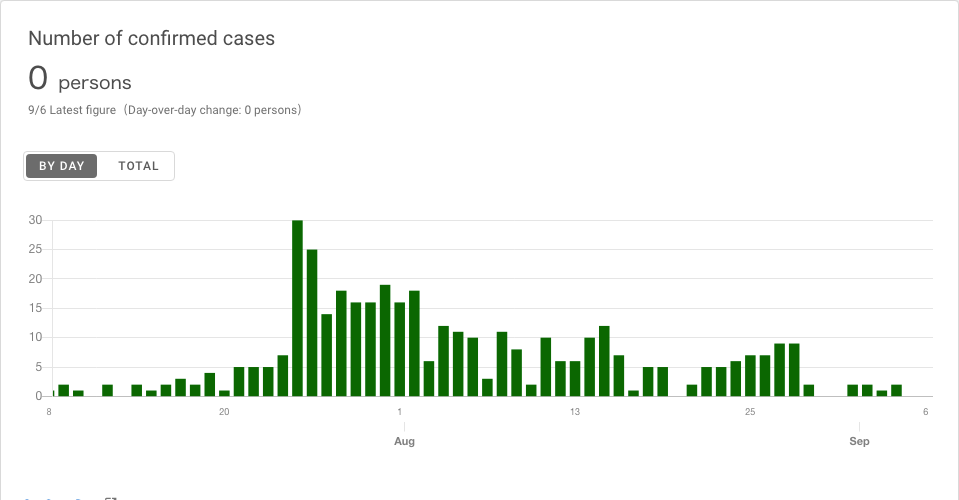 Number of confirmed cases
0 persons
9/6 Latest figure（Day-over-day change: 0 persons）
BY DAY TOTAL
30
25
20
15
10
5
0
8 20 1 13 25 6
Aug Sep